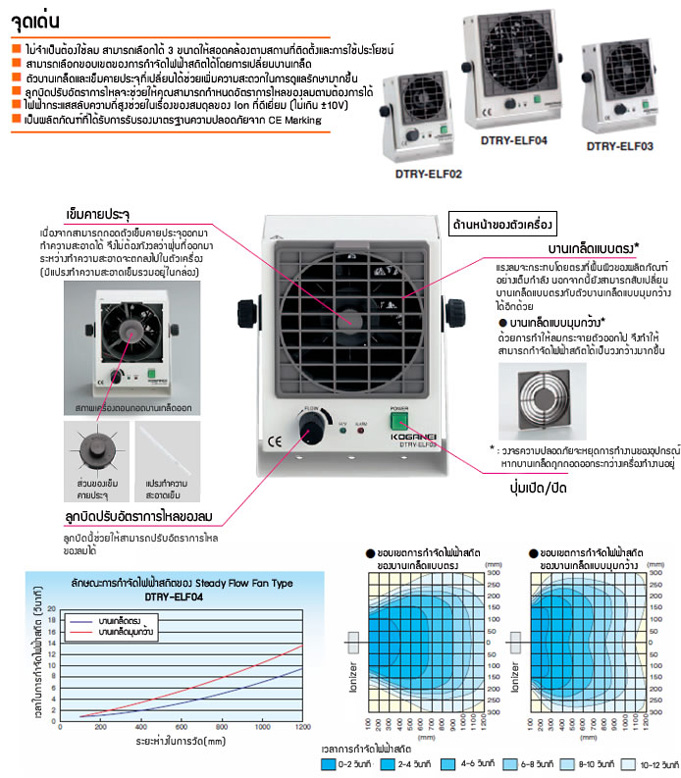 จุดเด่น
ไม่จำเป็นต้องใช้ลม สามารถเลือกได้ 3 ขนาดให้สอดคล้องตามสถานที่ติดตั้งและการใช้ประโยชน์
สามารถเลือกขอบเขตของการกำจัดไฟฟ้าสถิตได้โดยการเปลี่ยนบานเกล็ด
ตัวบานเกล็ดและเข็มคายประจุที่เปลี่ยนได้ช่วยเพิ่มความสะดวกในการดูแลรักษามากขึ้น
ลูกบิดปรับอัตราการไหลจะช่วยให้คุณสามารถกำหนดอัตราการไหลของลมตามต้องการได้
ไฟฟ้ากระแสสลับความถี่สูงช่วยในเรื่องของสมดุลของ Ion ที่ดีเยี่ยม (ไม่เกิน ±10V)
เป็นผลิตภัณฑ์ที่ได้รับการรับรองมาตรฐานความปลอดภัยจาก CE Marking
DTRY-ELF02
DTRY-ELF04
DTRY-ELF03
เข็มคายประจุ
เนื่องจากสามารถถอดตัวเข็มคายประจุออกมา
ทำความสะอาดได้ จึงไม่ต้องกังวลว่าฝุ่นที่ออกมา
ระหว่างทำความสะอาดจะตกลงไปในตัวเครื่อง
(มีแปรงทำความสะอาดเข็มรวมอยู่ในกล่อง)
สภาพเครื่องตอนถอดบานเกล็ดออก
ส่วนของเข็ม
คายประจุ
แปรงทำความ
สะอาดเข็ม
ลูกบิดปรับอัตราการไหลของลม
ลูกบิดนี้ช่วยให้สามารถปรับอัตราการไหล
ของลมได้
ด้านหน้าของตัวเครื่อง
FLOW
POWER
CE
KOGANEI
DTRY-ELF03
บานเกล็ดแบบตรง*
แรงลมจะกระทบโดยตรงที่พื้นผิวของผลิตภัณฑ์
อย่างเต็มกำลัง นอกจากนี้ยังสามารถสลับเปลี่ยน
บานเกล็ดแบบตรงกับตัวบานเกล็ดแบบมุมกว้าง
ได้อีกด้วย
● บานเกล็ดแบบมุมกว้าง*
ด้วยการทำให้ลมกระจายตัวออกไป จึงทำให้
สามารถกำจัดไฟฟ้าสถิตได้เป็นวงกว้างมากขึ้น
* : วงจรความปลอดภัยจะหยุดการทำงานของอุปกรณ์
หากบานเกล็ดถูกถอดออกระหว่างเครื่องทำงานอยู่
ปุ่มเปิด/ปิด
ลักษณะการกำจัดไฟฟ้าสถิตของ Steady Flow Fan Type
DTRY-ELF04
เวลาในการกำจัดไฟฟ้าสถิต (วินาที)
20
18
16
14
12
10
8
6
4
2
0
บานเกล็ดตรง
บานเกล็ดมุมกว้าง
0 200 400 600 800 1000 1200
ระยะห่างในการวัด(mm)
● ขอบเขตการกำจัดไฟฟ้าสถิต
ของบานเกล็ดแบบตรง
(mm)
300
250
200
150
100
50
0
50
100
150
200
250
300
Ionizer
100 200 300 400 500 600 700 800 900 1000 1100 1200
(mm)
● ขอบเขตการกำจัดไฟฟ้าสถิต
ของบานเกล็ดแบบมุมกว้าง
(mm)
300
250
200
150
100
50
0
50
100
150
200
250
300
Ionizer
100 200 300 400 500 600 700 800 900 1000 1100 1200
(mm)
เวลาการกำจัดไฟฟ้าสถิต
0-2 วินาที 2-4 วินาที 4-6 วินาที 6-8 วินาที 8-10 วินาที 10-12 วินาที